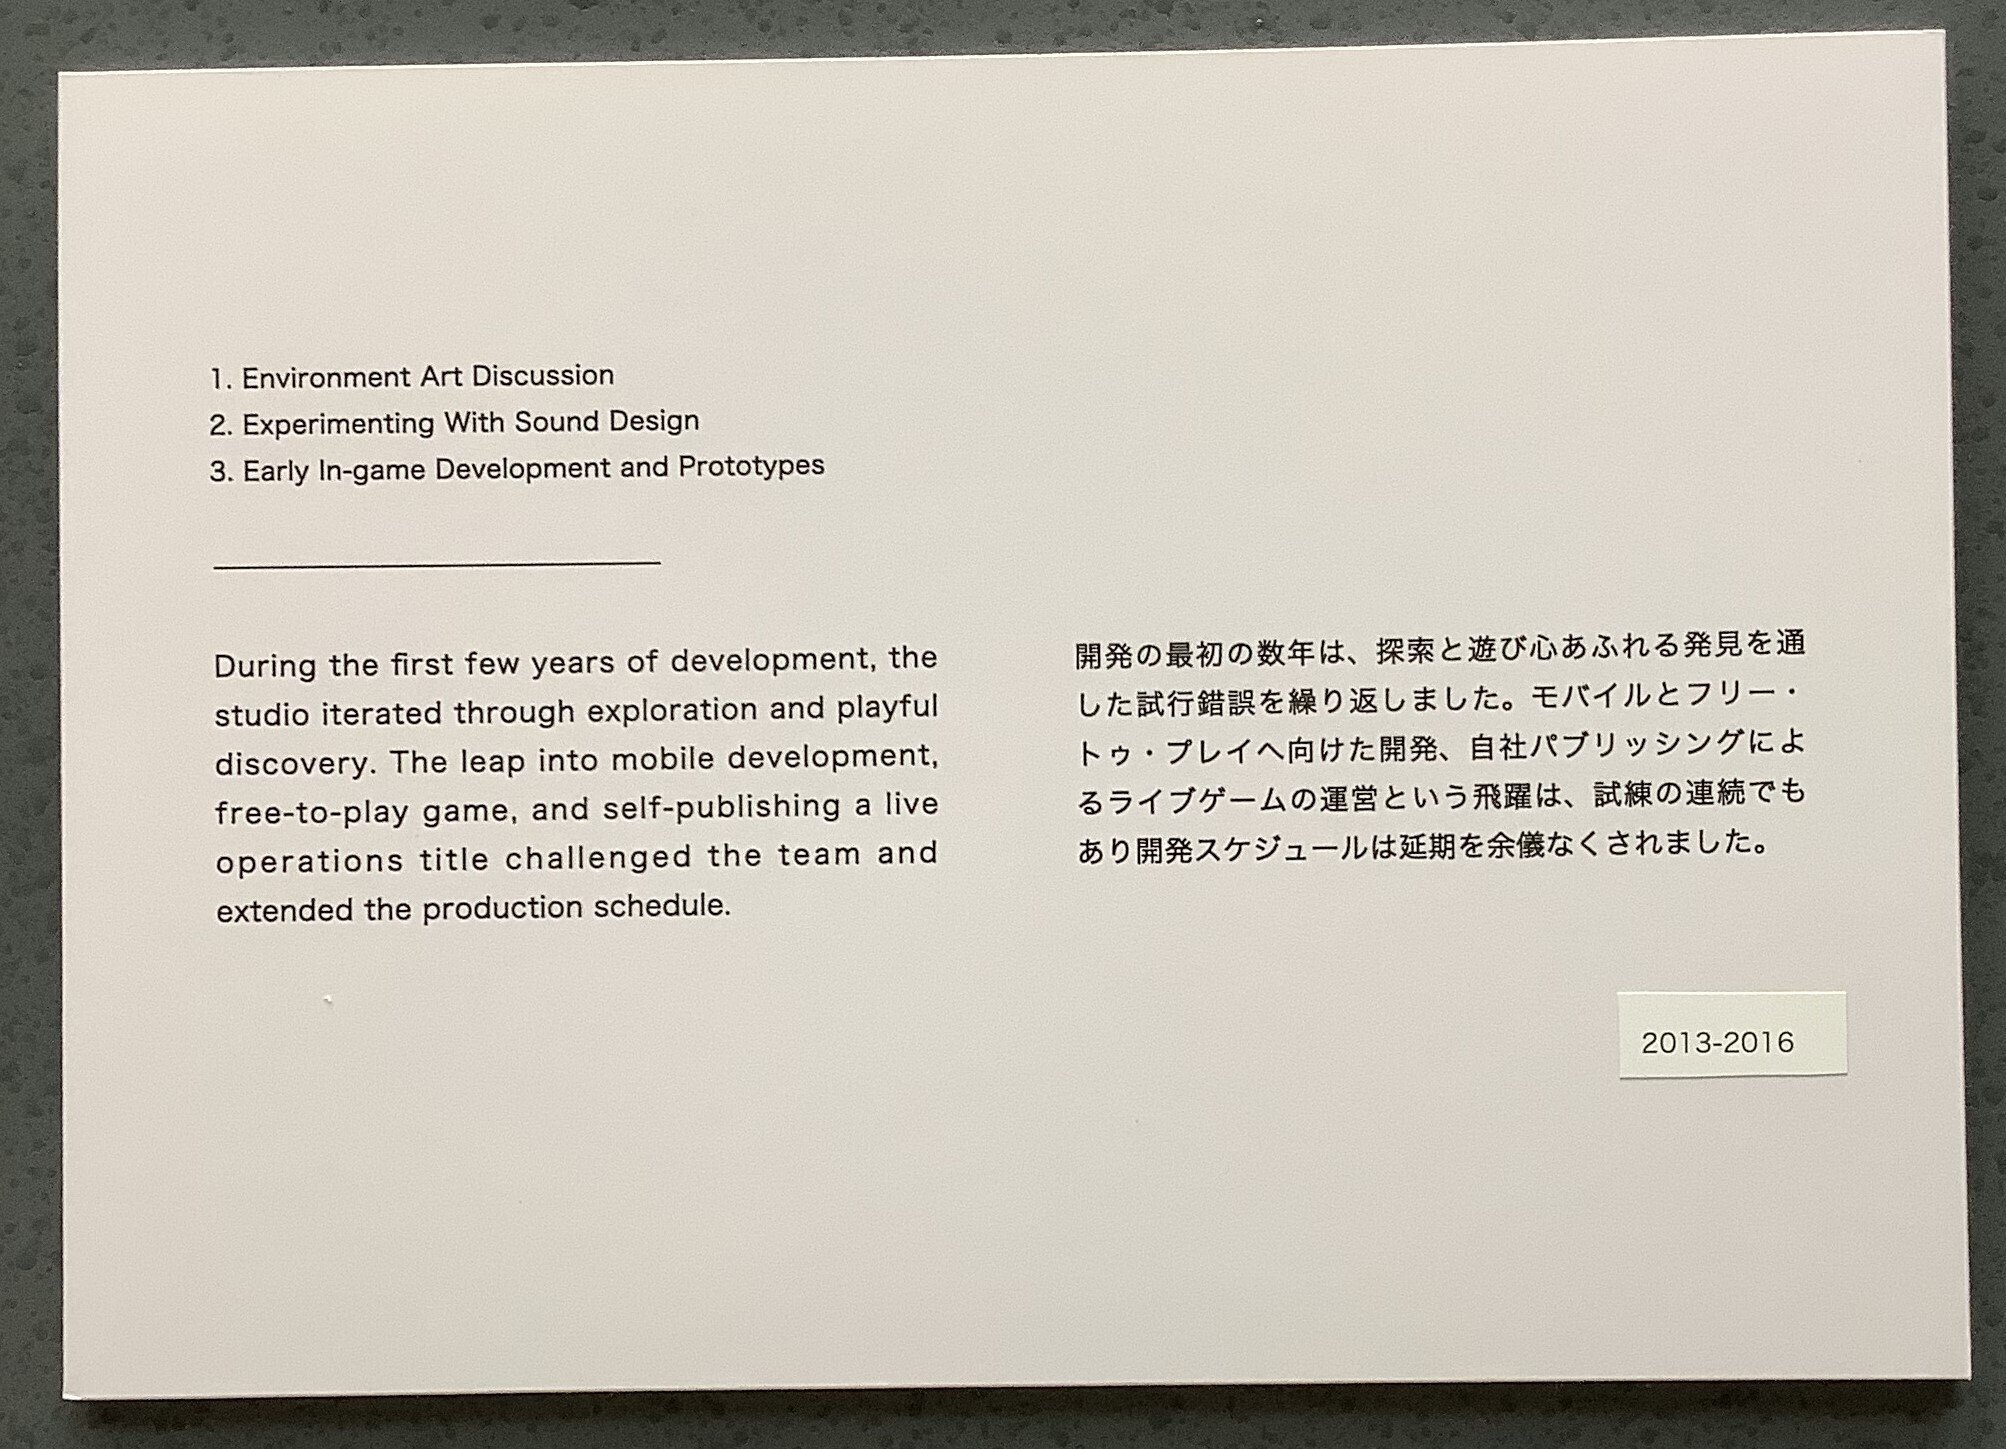 1. Environment Art Discussion
2. Experimenting With Sound Design
3. Early In-game Development and Prototypes
During the first few years of development, the
studio iterated through exploration and playful
discovery. The leap into mobile development,
free-to-play game, and self-publishing a live
operations title challenged the team and
extended the production schedule.
開発の最初の数年は、探索と遊び心あふれる発見を通
した試行錯誤を繰り返しました。モバイルとフリー・
トゥ・プレイへ向けた開発、自社パブリッシングによ
るライブゲームの運営という飛躍は、試練の連続でも
あり開発スケジュールは延期を余儀なくされました。
2013-2016